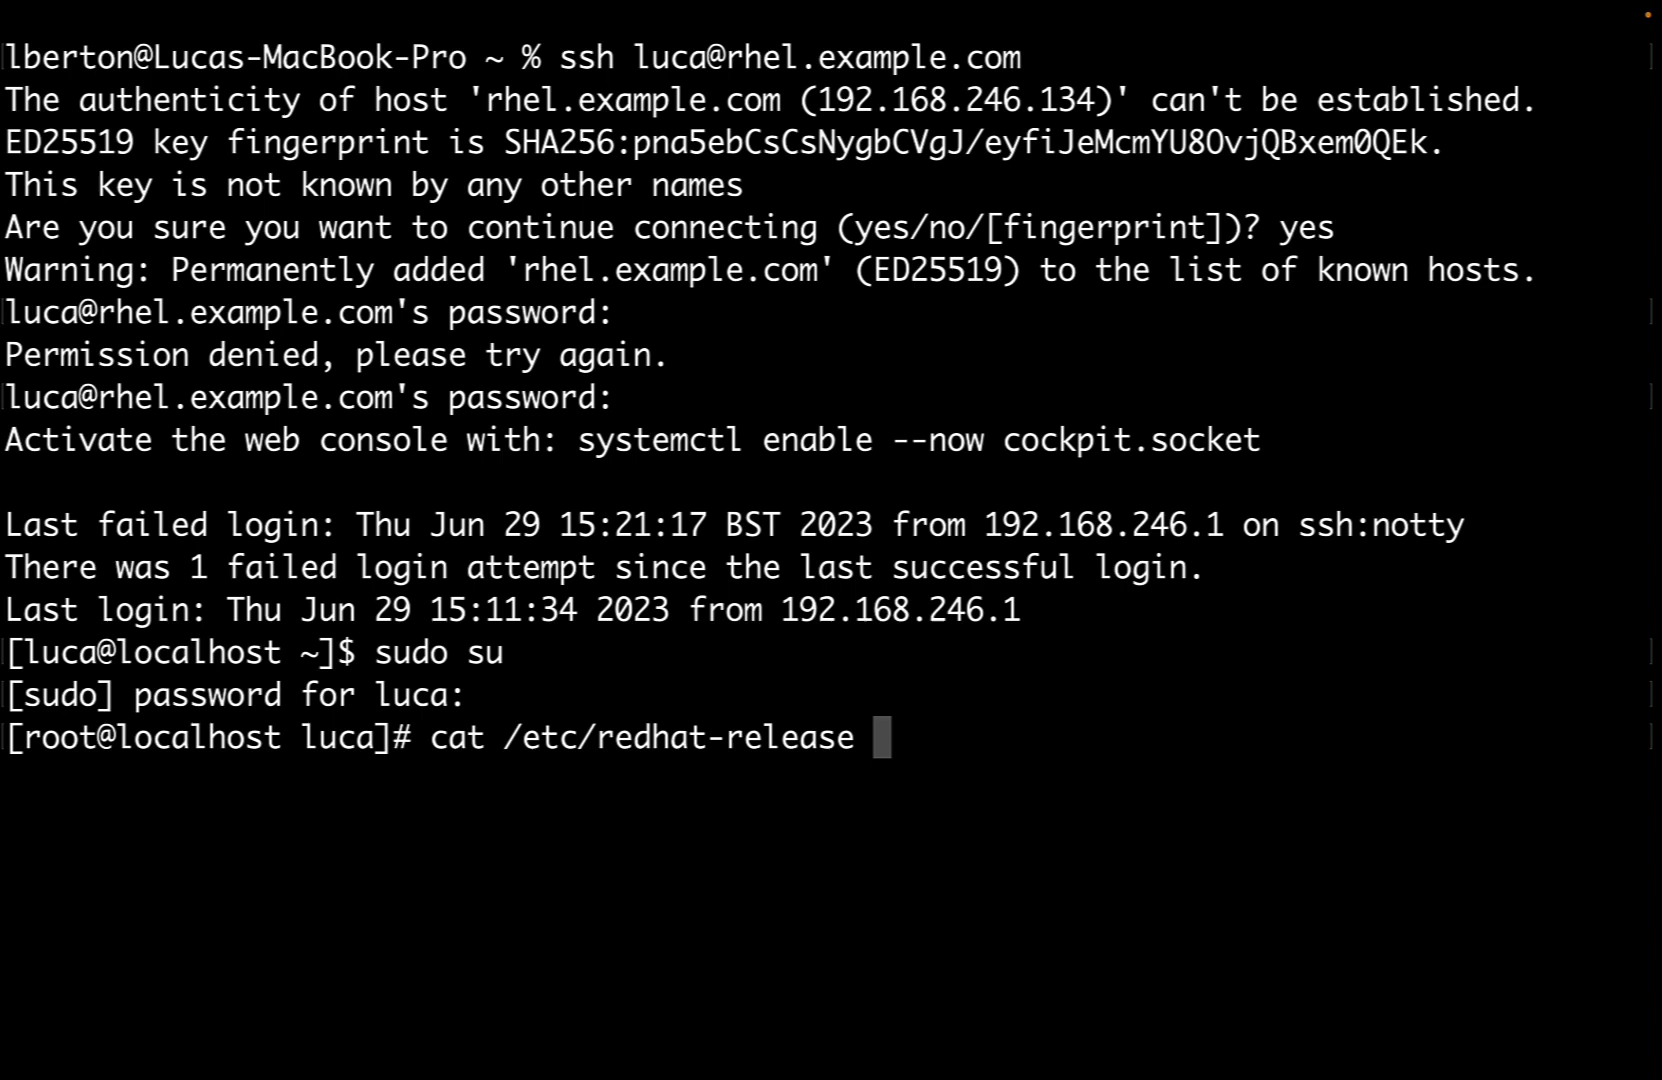 lberton@Lucas-MacBook-Pro ~ % ssh luca@rhel.example.com
The authenticity of host 'rhel.example.com (192.168.246.134)' can't be established.
ED25519 key fingerprint is SHA256:pna5ebCsCsNygbCVgJ/eyfiJeMcmYU8OvjQBxem0QEk.
This key is not known by any other names
Are you sure you want to continue connecting (yes/no/[fingerprint])? yes
Warning: Permanently added 'rhel.example.com' (ED25519) to the list of known hosts.
luca@rhel.example.com's password:
Permission denied, please try again.
luca@rhel.example.com's password:
Activate the web console with: systemctl enable --now cockpit.socket

Last failed login: Thu Jun 29 15:21:17 BST 2023 from 192.168.246.1 on ssh:notty
There was 1 failed login attempt since the last successful login.
Last login: Thu Jun 29 15:11:34 2023 from 192.168.246.1
[luca@localhost ~]$ sudo su
[sudo] password for luca:
[root@localhost luca]# cat /etc/redhat-release